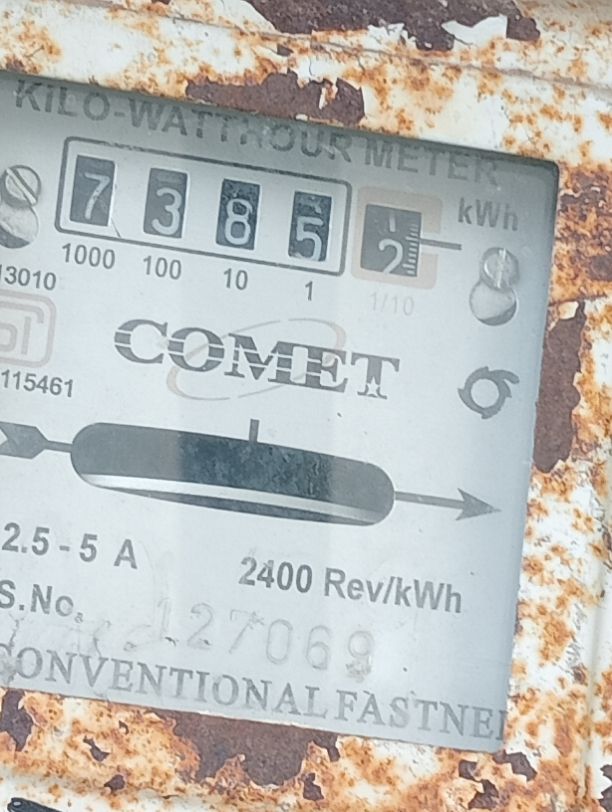 KILO-WATTHOUR METER
7 3 8 5 2 kWh
1000 100 10 1 1/10
13010
COMET
115461
2.5 - 5 A
2400 Rev/kWh
S.No. 127069
CONVENTIONAL FASTNE